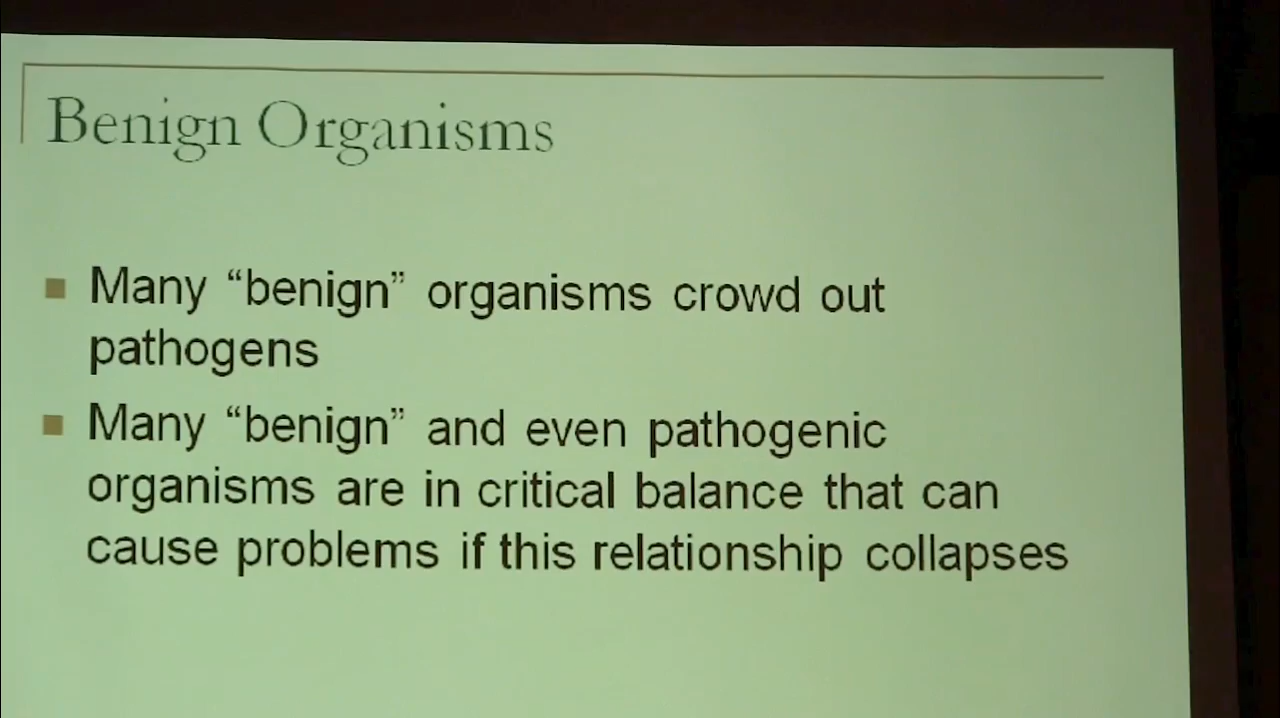 Benign Organisms
Many “benign” organisms crowd out
pathogens
Many “benign” and even pathogenic
organisms are in critical balance that can
cause problems if this relationship collapses